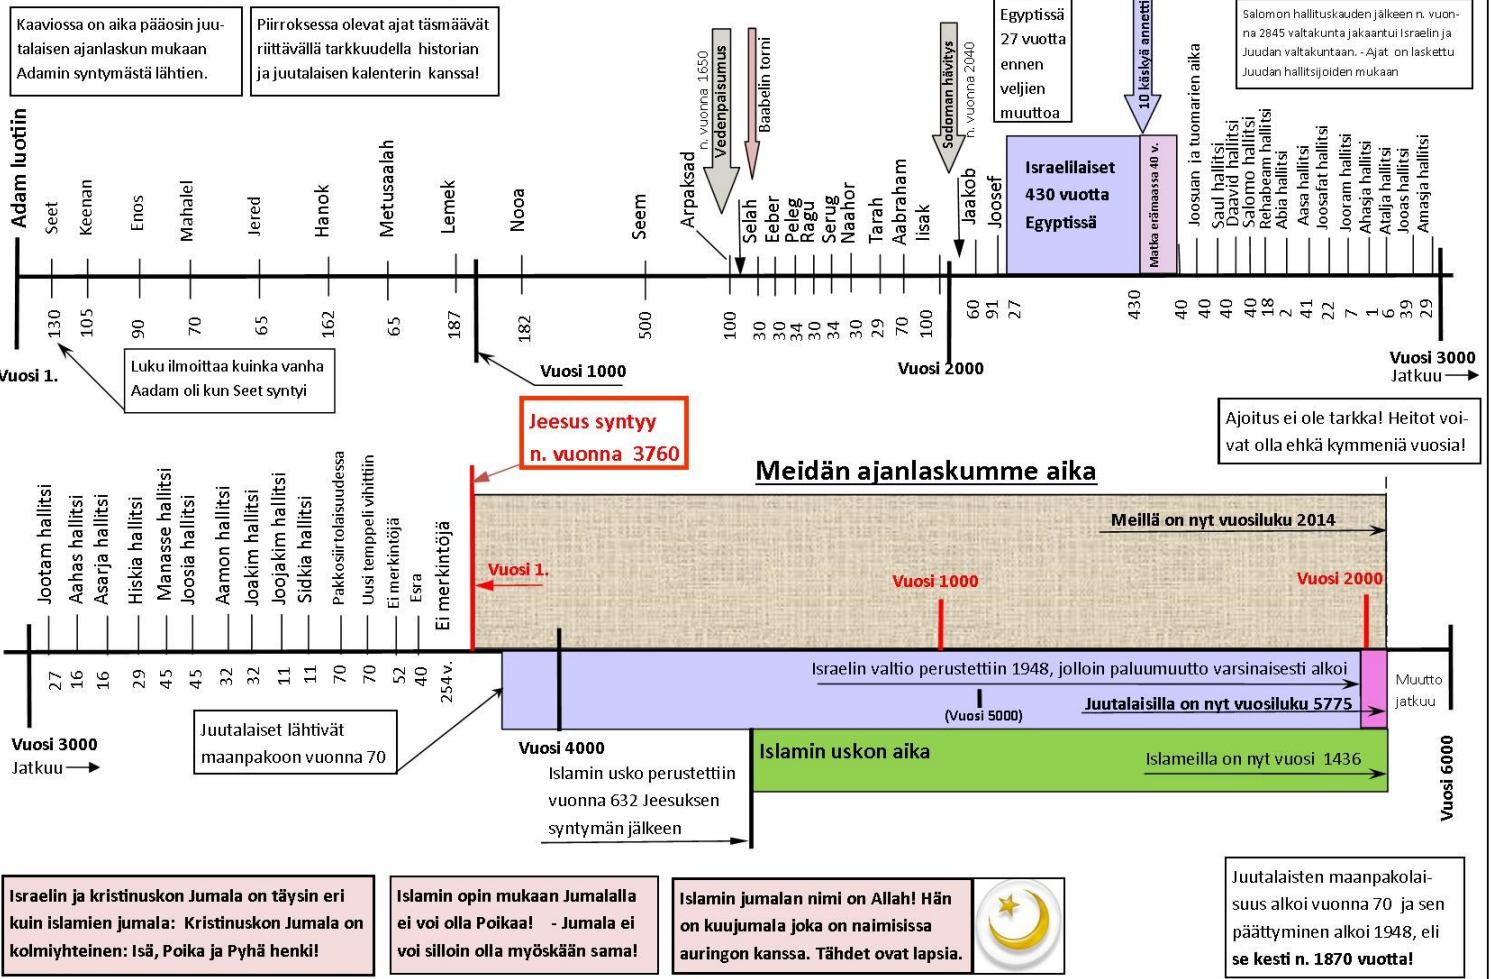 Kaaviossa on aika pääosin juu-
talaisen ajanlaskun mukaan
Adamin syntymästä lähtien.
Piirroksessa olevat ajat täsmäävät
riittävällä tarkkuudella historian
ja juutalaisen kalenterin kanssa!
n. vuonna 1650
Vedenpaisumus
Baabelin torni
Sodoman hävitys
n. vuonna 2040
Egyptissä
27 vuotta
ennen
veljien
muuttoa
10 käskyä annetti
Salomon hallituskauden jälkeen n. vuon-
na 2845 valtakunta jakaantui Israelin ja
Juudan valtakuntaan. - Ajat on laskettu
Juudan hallitsijoiden mukaan
Adam luotiin
Seet
Keenan
Enos
Mahalel
Jered
Hanok
Metusaalah
Lemek
Nooa
Seem
Arpaksad
Selah
Eeber
Peleg
Ragu
Serug
Naahor
Tarah
Aabraham
Iisak
Jaakob
Joosef
Israelilaiset
430 vuotta
Egyptissä
Matka erämaassa 40 v.
Joosuan ja tuomarien aika
Saul hallitsi
Daavid hallitsi
Salomo hallitsi
Rehabeam hallitsi
Abia hallitsi
Aasa hallitsi
Joosafat hallitsi
Jooram hallitsi
Ahasja hallitsi
Atalja hallitsi
Jooas hallitsi
Amasja hallitsi
130
105
90
70
65
162
65
187
182
500
100
30
30
34
30
34
30
29
70
100
60
91
27
430
40
40
40
40
18
2
41
22
7
1
6
39
29
Vuosi 1.
Luku ilmoittaa kuinka vanha
Aadam oli kun Seet syntyi
Vuosi 1000
Vuosi 2000
Vuosi 3000
Jatkuu
Jeesus syntyy
n. vuonna 3760
Ajoitus ei ole tarkka! Heitot voi-
vat olla ehkä kymmeniä vuosia!
Meidän ajanlaskumme aika
Jootam hallitsi
Aahas hallitsi
Asarja hallitsi
Hiskia hallitsi
Manasse hallitsi
Joosia hallitsi
Aamon hallitsi
Joakim hallitsi
Joojakim hallitsi
Sidkia hallitsi
Pakkosiirtolaisuudessa
Uusi temppeli vihittiin
Ei merkintöjä
Esra
Ei merkintöjä
Meillä on nyt vuosiluku 2014
Vuosi 1.
Vuosi 1000
Vuosi 2000
27
16
16
29
45
45
32
32
11
11
70
70
52
40
254v.
Israelin valtio perustettiin 1948, jolloin paluumuutto varsinaisesti alkoi
(Vuosi 5000)
Juutalaisilla on nyt vuosiluku 5775
Muutto
jatkuu
Juutalaiset lähtivät
maanpakoon vuonna 70
Vuosi 3000
Jatkuu
Vuosi 4000
Islamin uskon aika
Islameilla on nyt vuosi 1436
Vuosi 6000
Islamin usko perustettiin
vuonna 632 Jeesuksen
syntymän jälkeen
Israelin ja kristinuskon Jumala on täysin eri
kuin islamien jumala: Kristinuskon Jumala on
kolmiyhteinen: Isä, Poika ja Pyhä henki!
Islamin opin mukaan Jumalalla
ei voi olla Poikaa! - Jumala ei
voi silloin olla myöskään sama!
Islamin jumalan nimi on Allah! Hän
on kuujumala joka on naimisissa
auringon kanssa. Tähdet ovat lapsia.
Juutalaisten maanpakolai-
suus alkoi vuonna 70 ja sen
päättyminen alkoi 1948, eli
se kesti n. 1870 vuotta!